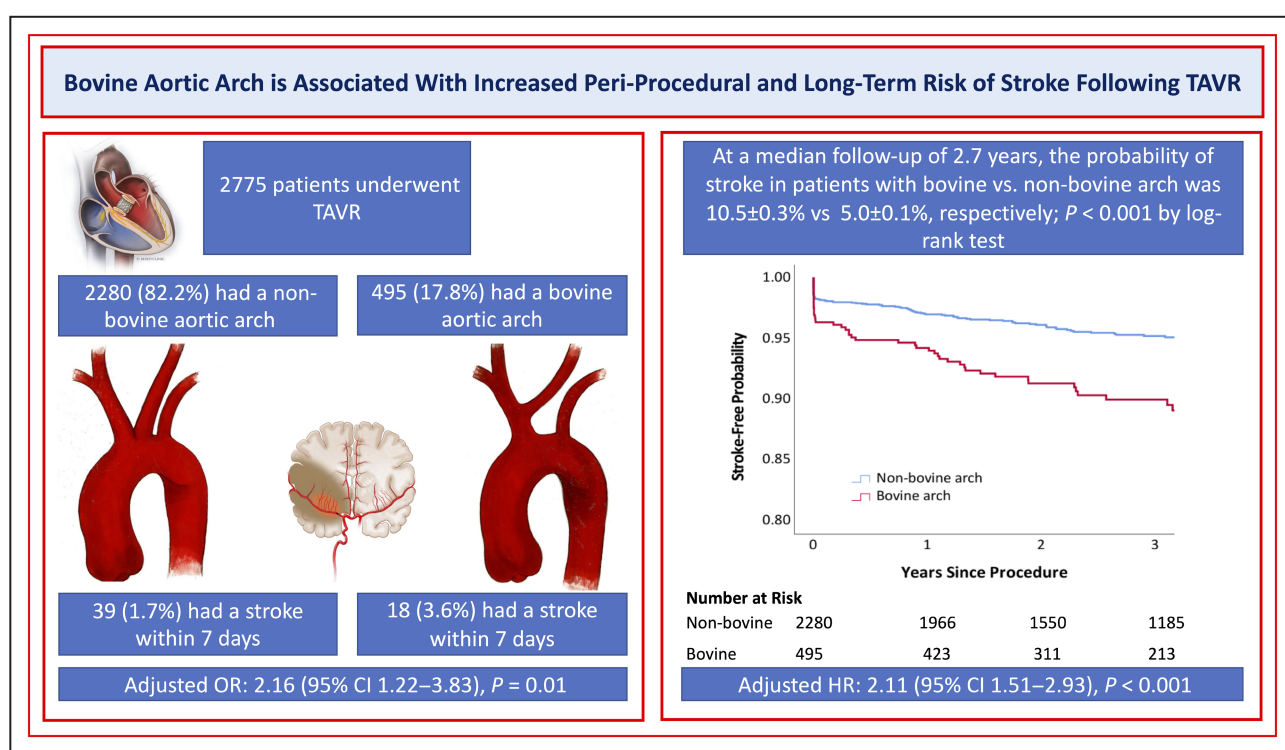 Bovine Aortic Arch is Associated With Increased Peri-Procedural and Long-Term Risk of Stroke Following TAVR
2775 patients underwent
TAVR
2280 (82.2%) had a non-
bovine aortic arch
495 (17.8%) had a bovine
aortic arch
39 (1.7%) had a stroke
within 7 days
18 (3.6%) had a stroke
within 7 days
Adjusted OR: 2.16 (95% CI 1.22–3.83), P = 0.01
At a median follow-up of 2.7 years, the probability of
stroke in patients with bovine vs. non-bovine arch was
10.5±0.3% vs 5.0±0.1%, respectively; P < 0.001 by log-
rank test
1.00
0.95
0.90
0.85
0.80
Stroke-Free Probability
Non-bovine arch
Bovine arch
0 1 2 3
Years Since Procedure
Number at Risk
Non-bovine 2280 1966 1550 1185
Bovine 495 423 311 213
Adjusted HR: 2.11 (95% CI 1.51–2.93), P < 0.001